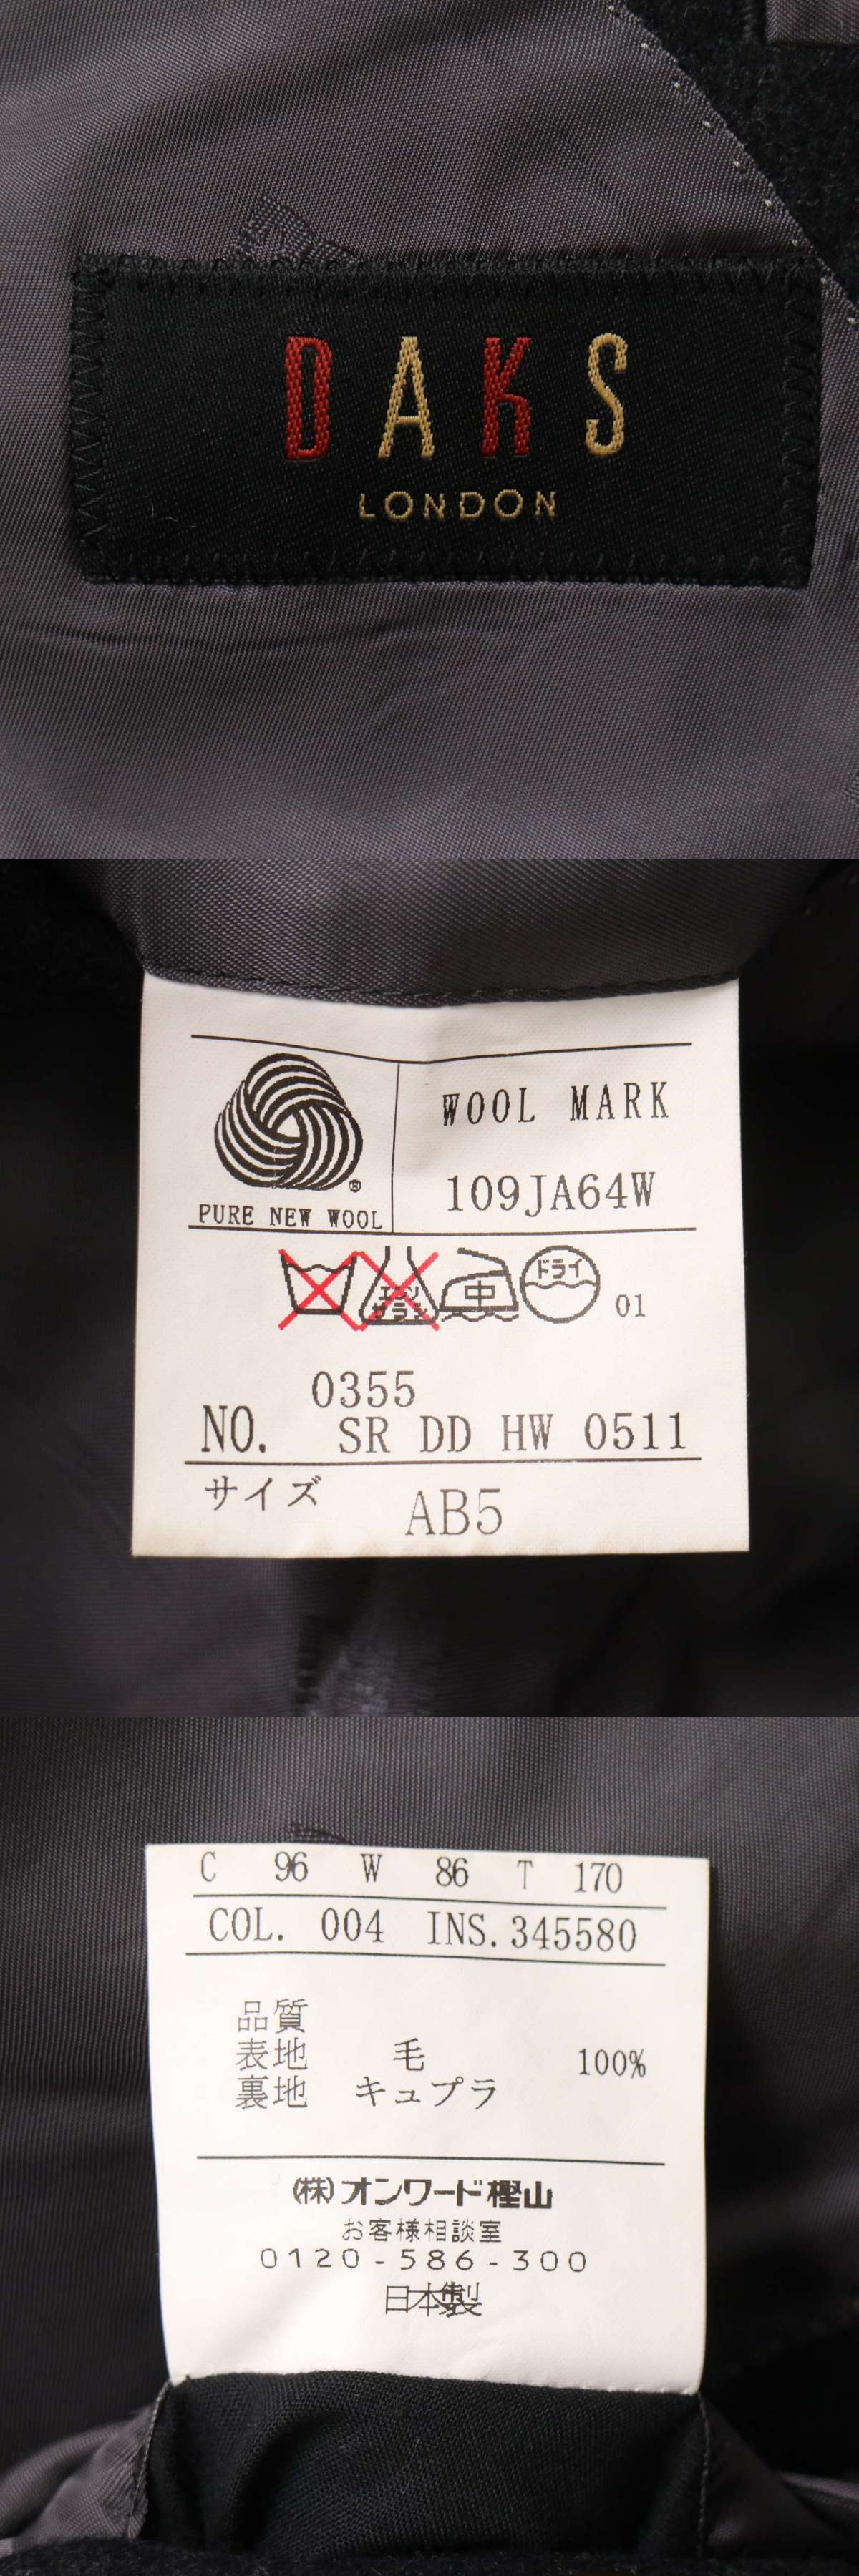 DAKS
LONDON
WOOL MARK
109JA64W
PURE NEW WOOL
エンソサラシ 中 ドライ 01
0355
NO. SR DD HW 0511
サイズ AB5
C 96 W 86 T 170
COL. 004 INS. 345580
品質
表地 毛 100%
裏地 キュプラ
(株)オンワード樫山
お客様相談室
0120-586-300
日本製